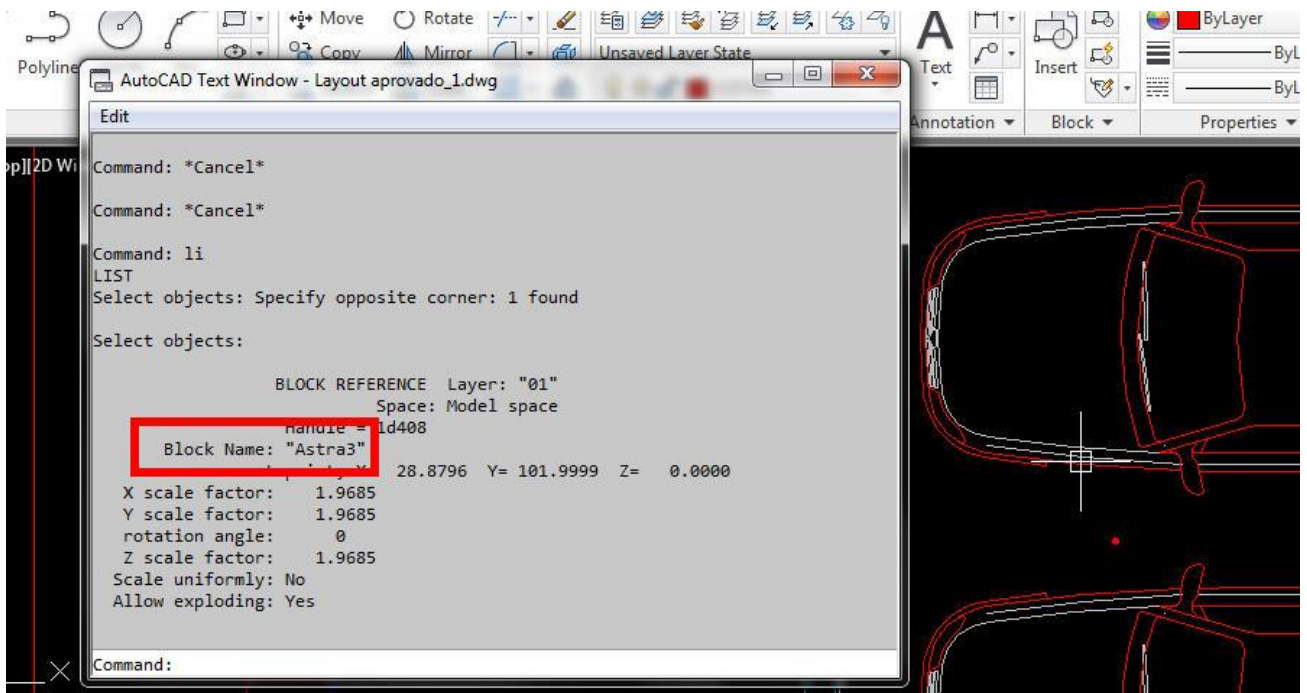 Move
Rotate
Copy
Mirror
Unsaved Layer State
Polyline
Text
Insert
ByLayer
Annotation
Block
Properties
AutoCAD Text Window - Layout aprovado_1.dwg
Edit
Command: *Cancel*
Command: *Cancel*
Command: li
LIST
Select objects: Specify opposite corner: 1 found
Select objects:
BLOCK REFERENCE Layer: "01"
Space: Model space
Handle = 1d408
Block Name: "Astra3"
28.8796 Y= 101.9999 Z= 0.0000
X scale factor: 1.9685
Y scale factor: 1.9685
rotation angle: 0
Z scale factor: 1.9685
Scale uniformly: No
Allow exploding: Yes
Command:
X